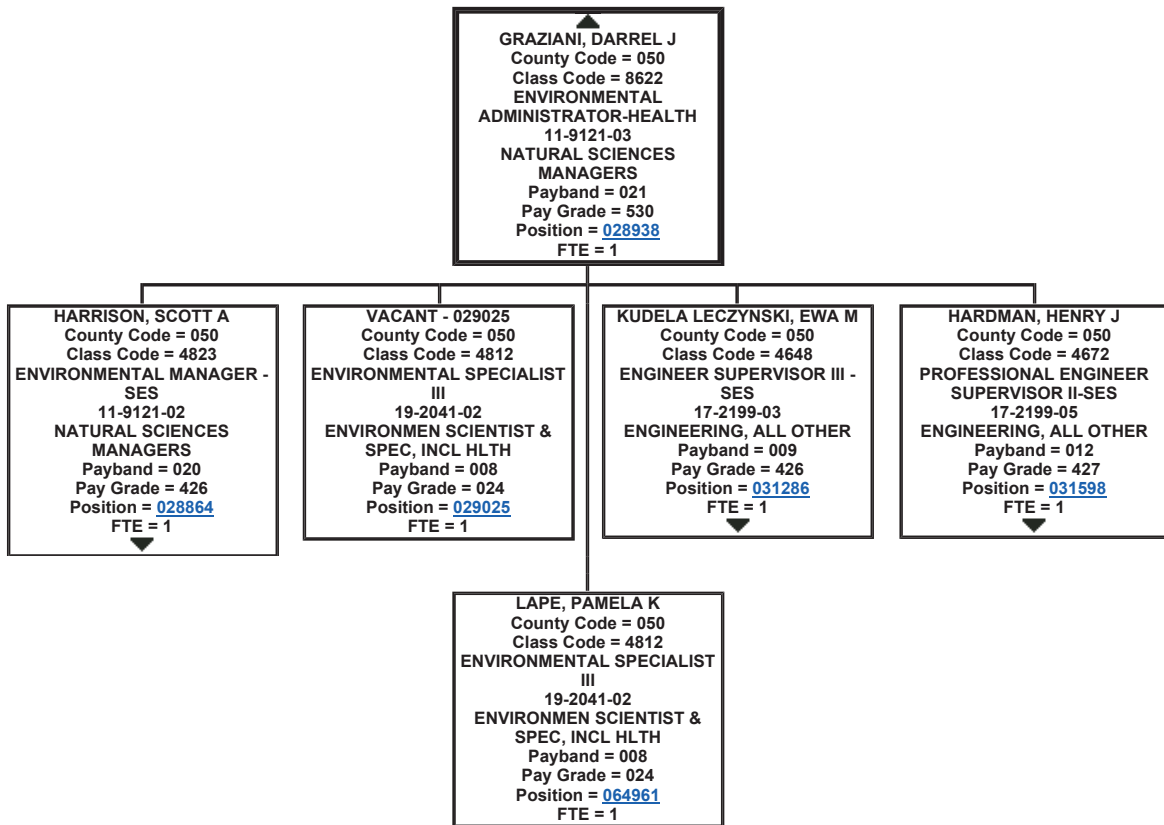 GRAZIANI, DARREL J
County Code = 050
Class Code = 8622
ENVIRONMENTAL
ADMINISTRATOR-HEALTH
11-9121-03
NATURAL SCIENCES
MANAGERS
Payband = 021
Pay Grade = 530
Position = 028938
FTE = 1
HARRISON, SCOTT A
County Code = 050
Class Code = 4823
ENVIRONMENTAL MANAGER -
SES
11-9121-02
NATURAL SCIENCES
MANAGERS
Payband = 020
Pay Grade = 426
Position = 028864
FTE = 1
VACANT - 029025
County Code = 050
Class Code = 4812
ENVIRONMENTAL SPECIALIST
III
19-2041-02
ENVIRONMEN SCIENTIST &
SPEC, INCL HLTH
Payband = 008
Pay Grade = 024
Position = 029025
FTE = 1
KUDELA LECZYNSKI, EWA M
County Code = 050
Class Code = 4648
ENGINEER SUPERVISOR III -
SES
17-2199-03
ENGINEERING, ALL OTHER
Payband = 009
Pay Grade = 426
Position = 031286
FTE = 1
HARDMAN, HENRY J
County Code = 050
Class Code = 4672
PROFESSIONAL ENGINEER
SUPERVISOR II-SES
17-2199-05
ENGINEERING, ALL OTHER
Payband = 012
Pay Grade = 427
Position = 031598
FTE = 1
LAPE, PAMELA K
County Code = 050
Class Code = 4812
ENVIRONMENTAL SPECIALIST
III
19-2041-02
ENVIRONMEN SCIENTIST &
SPEC, INCL HLTH
Payband = 008
Pay Grade = 024
Position = 064961
FTE = 1